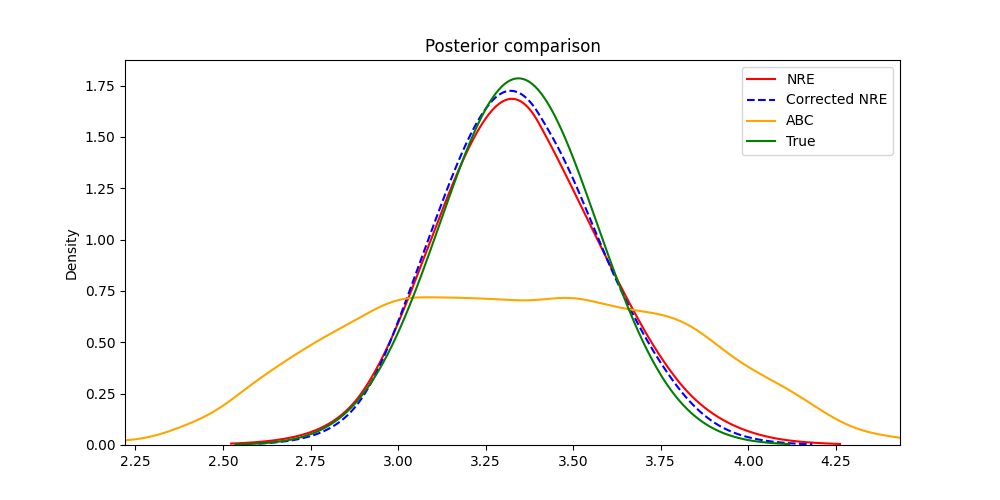 Posterior comparison
NRE
Corrected NRE
ABC
True
Density
1.75
1.50
1.25
1.00
0.75
0.50
0.25
0.00
2.25 2.50 2.75 3.00 3.25 3.50 3.75 4.00 4.25